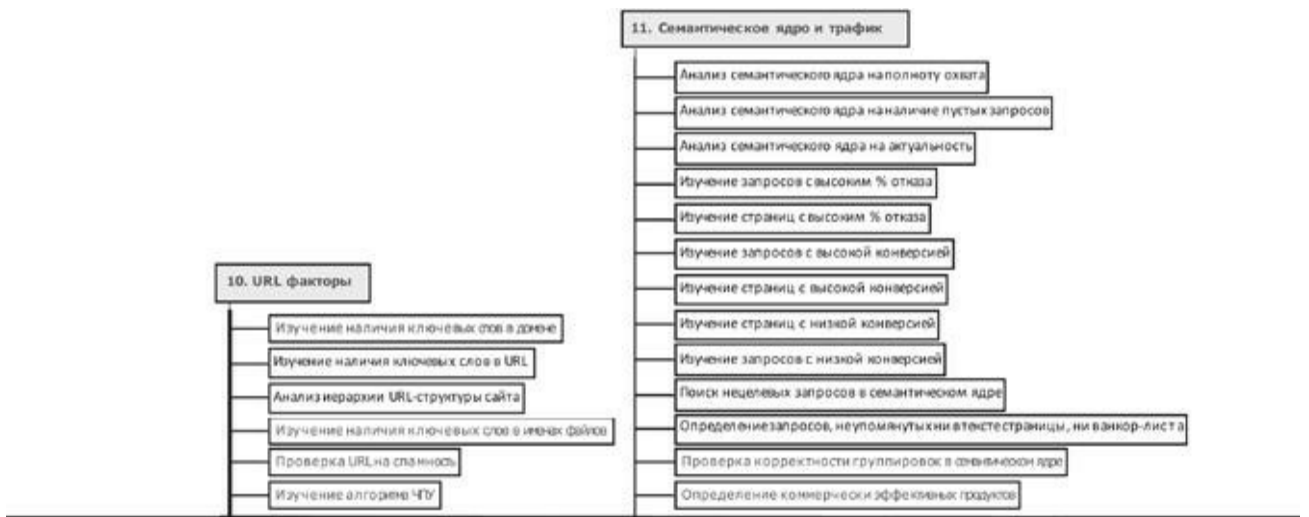 11. Семантическое ядро и трафик
Анализ семантического ядра на полноту охвата
Анализ семантического ядра на наличие пустых запросов
Анализ семантического ядра на актуальность
Изучение запросов с высоким % отказа
Изучение страниц с высоким % отказа
Изучение запросов с высокой конверсией
Изучение страниц с высокой конверсией
Изучение страниц с низкой конверсией
Изучение запросов с низкой конверсией
Поиск нецелевых запросов в семантическом ядре
Определение запросов, не упомянутых ни в тексте страницы, ни в анкор-листа
Проверка корректности группировок в семантическом ядре
Определение коммерчески эффективных продуктов
10. URL факторы
Изучение наличия ключевых слов в домене
Изучение наличия ключевых слов в URL
Анализ иерархии URL-структуры сайта
Изучение наличия ключевых слов в именах файлов
Проверка URL на спамность
Изучение алгоритма ЧПУ